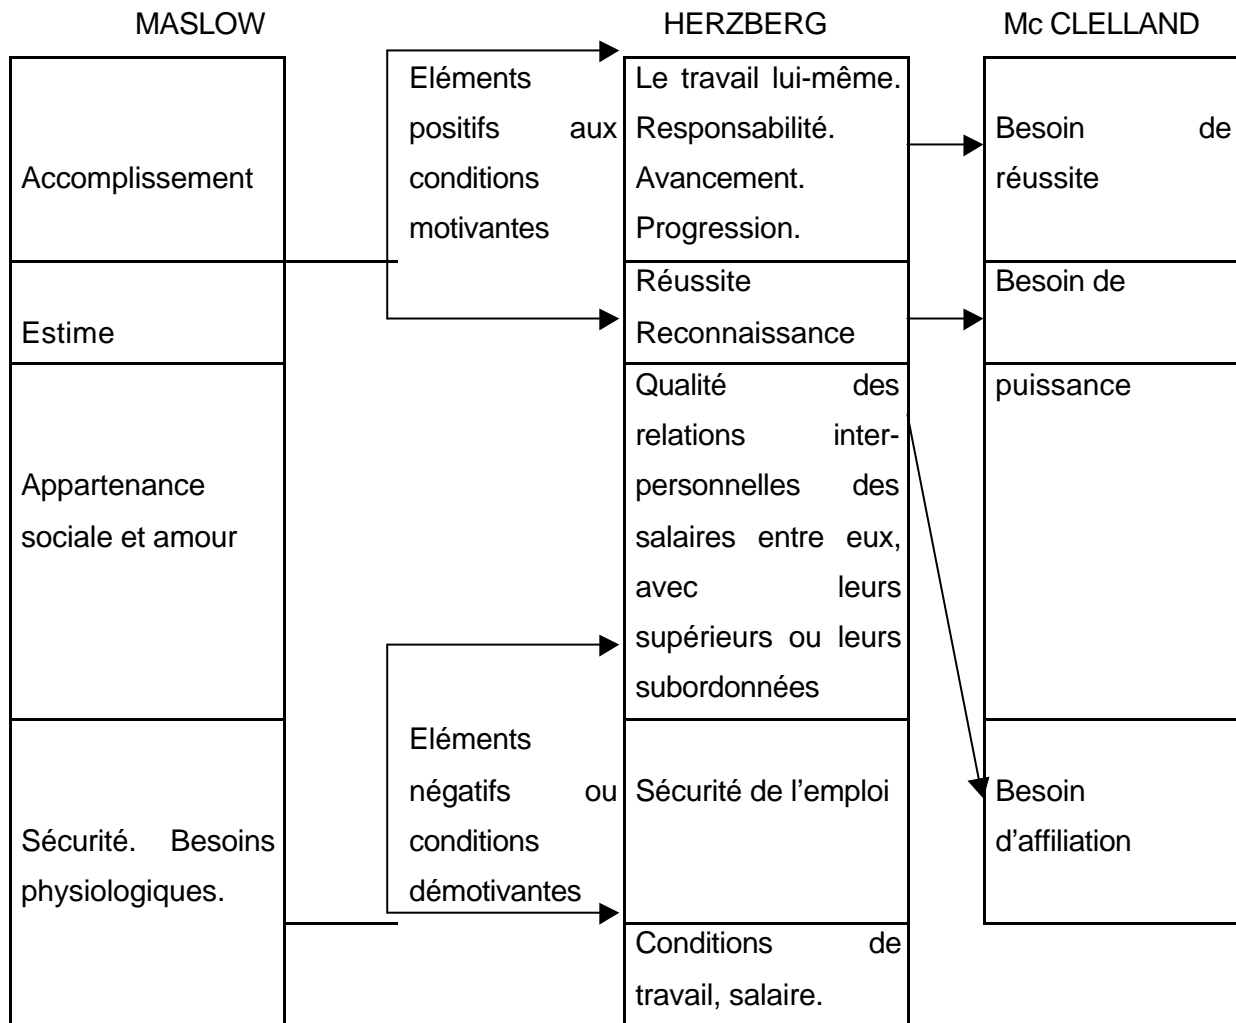 MASLOW
HERZBERG
Mc CLELLAND
Accomplissement
Estime
Appartenance
sociale et amour
Sécurité. Besoins
physiologiques.
Eléments
positifs aux
conditions
motivantes
Eléments
négatifs ou
conditions
démotivantes
Le travail lui-même.
Responsabilité.
Avancement.
Progression.
Réussite
Reconnaissance
Qualité des
relations inter-
personnelles des
salaires entre eux,
avec leurs
supérieurs ou leurs
subordonnées
Sécurité de l’emploi
Conditions de
travail, salaire.
Besoin de
réussite
Besoin de
puissance
Besoin
d’affiliation